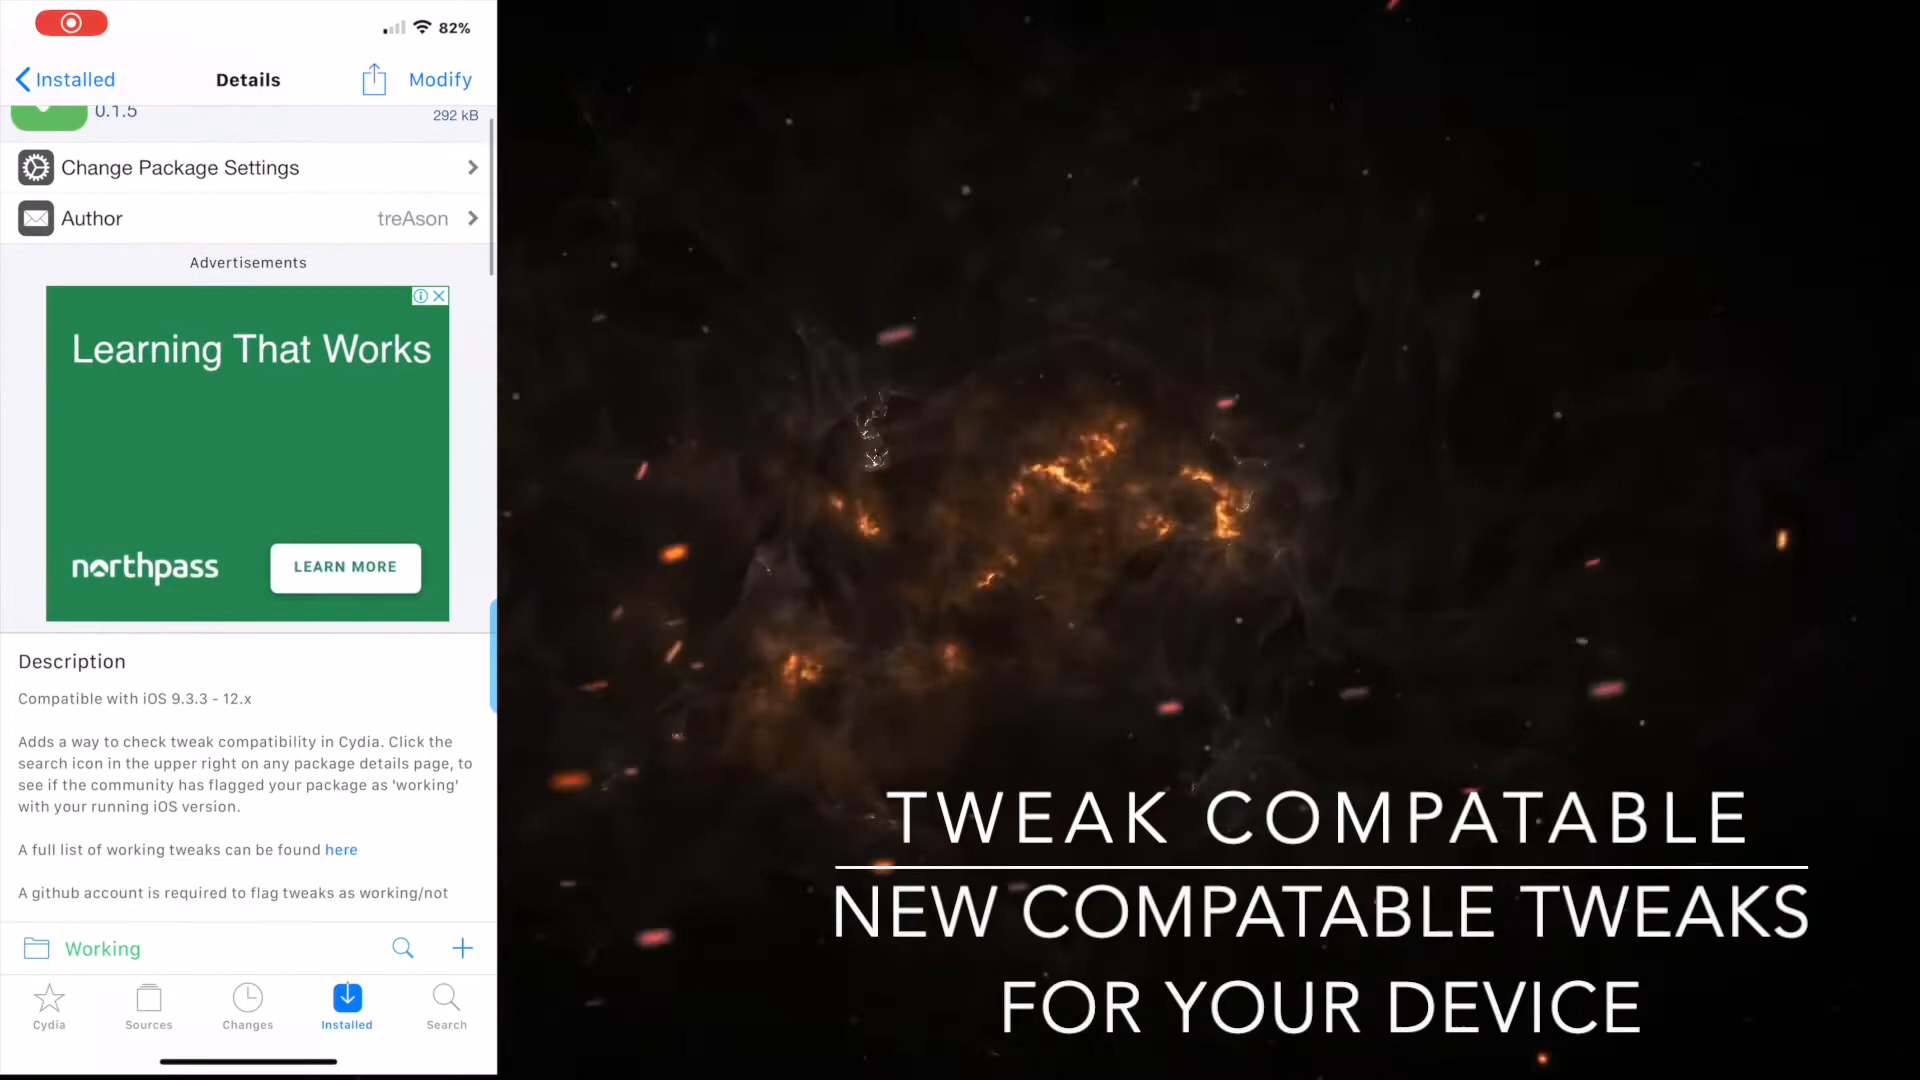 82%
Installed
Details
Modify
0.1.5
292 kB
Change Package Settings
Author
treAson
Advertisements
Learning That Works
northpass
LEARN MORE
Description
Compatible with iOS 9.3.3 - 12.x
Adds a way to check tweak compatibility in Cydia. Click the
search icon in the upper right on any package details page, to
see if the community has flagged your package as 'working'
with your running iOS version.
A full list of working tweaks can be found here
A github account is required to flag tweaks as working/not
Working
Cydia
Sources
Changes
Installed
Search
TWEAK COMPATABLE
NEW COMPATABLE TWEAKS
FOR YOUR DEVICE